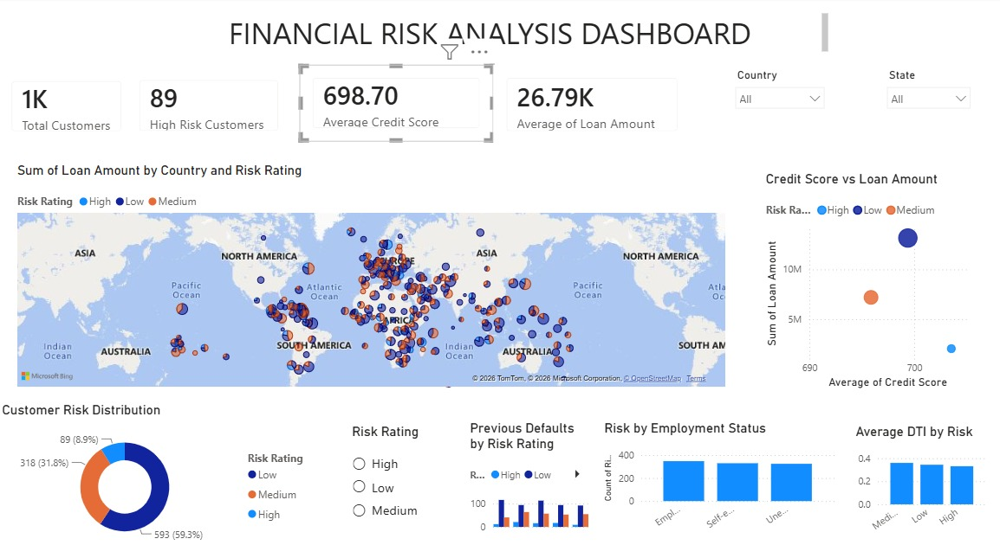 FINANCIAL RISK ANALYSIS DASHBOARD
1K
Total Customers
89
High Risk Customers
698.70
Average Credit Score
26.79K
Average of Loan Amount
Country
All
State
All
Sum of Loan Amount by Country and Risk Rating
Risk Rating High Low Medium
ASIA
NORTH AMERICA
EUROPE
ASIA
NORTH AMERICA
Pacific
Ocean
Atlantic
Ocean
Pacific
Ocean
Atla
Oc
AFRICA
Indian
Ocean
AUSTRALIA
SOUTH AMERICA
Indian
Ocean
AUSTRALIA
SOUTH AM
Microsoft Bing
© 2026 TomTom, © 2026 Microsoft Corporation, © OpenStreetMap Terms
Credit Score vs Loan Amount
Risk Ra... High Low Medium
Sum of Loan Amount
10M
5M
690
700
Average of Credit Score
Customer Risk Distribution
89 (8.9%)
318 (31.8%)
593 (59.3%)
Risk Rating
Low
Medium
High
Risk Rating
High
Low
Medium
Previous Defaults
by Risk Rating
R... High Low
100
0
Risk by Employment Status
Count of Ri...
400
200
0
Empl...
Self-e...
Une...
Average DTI by Risk
0.4
0.2
0.0
Medi...
Low
High